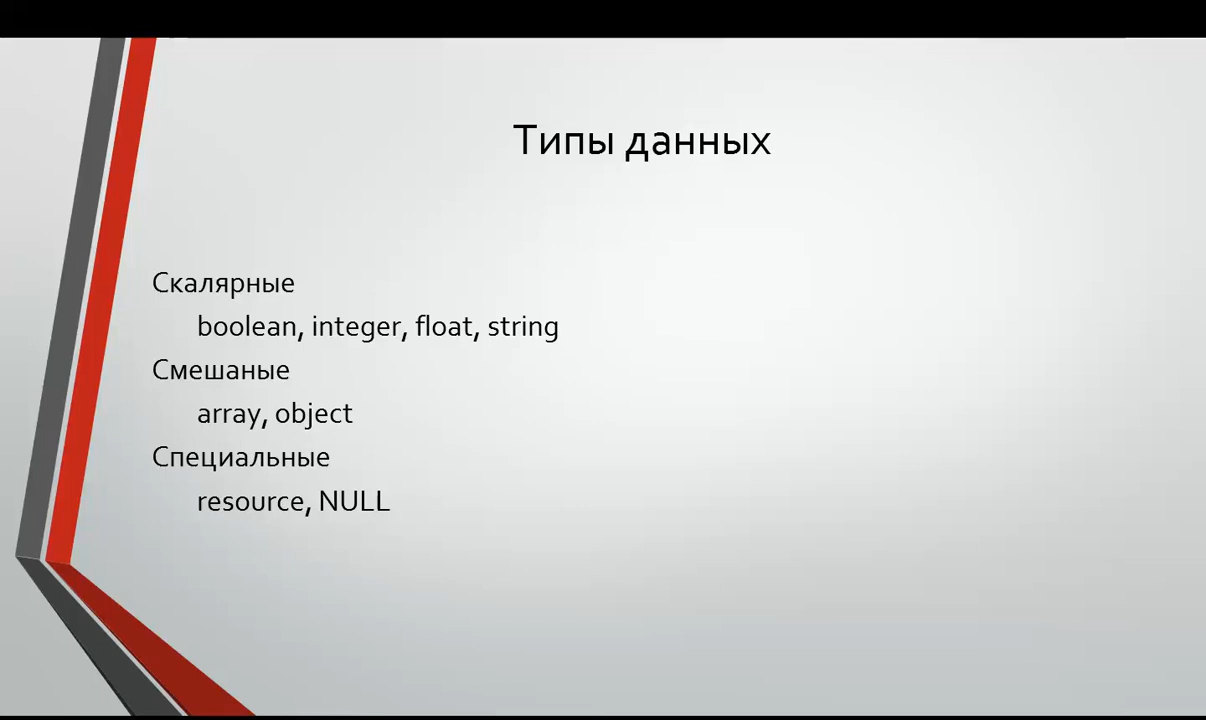 Типы данных
Скалярные
boolean, integer, float, string
Смешаные
array, object
Специальные
resource, NULL